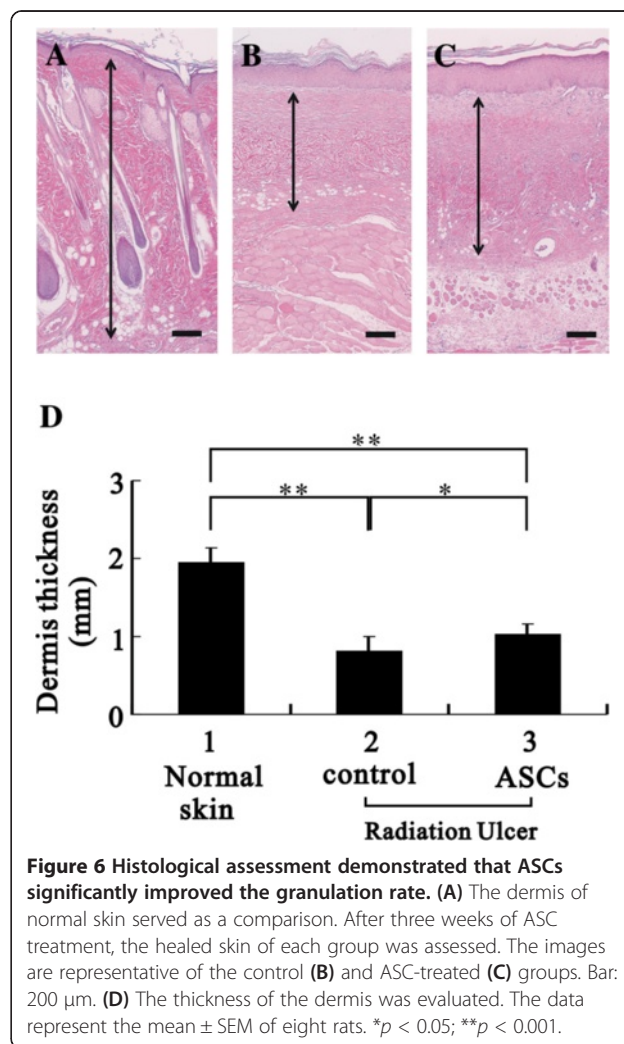 A
B
C
D
**
** *
Dermis thickness
(mm)
3
2
1
0
1 2 3
Normal skin control ASCs
Radiation Ulcer
Figure 6 Histological assessment demonstrated that ASCs
significantly improved the granulation rate. (A) The dermis of
normal skin served as a comparison. After three weeks of ASC
treatment, the healed skin of each group was assessed. The images
are representative of the control (B) and ASC-treated (C) groups. Bar:
200 μm. (D) The thickness of the dermis was evaluated. The data
represent the mean ± SEM of eight rats. *p < 0.05; **p < 0.001.